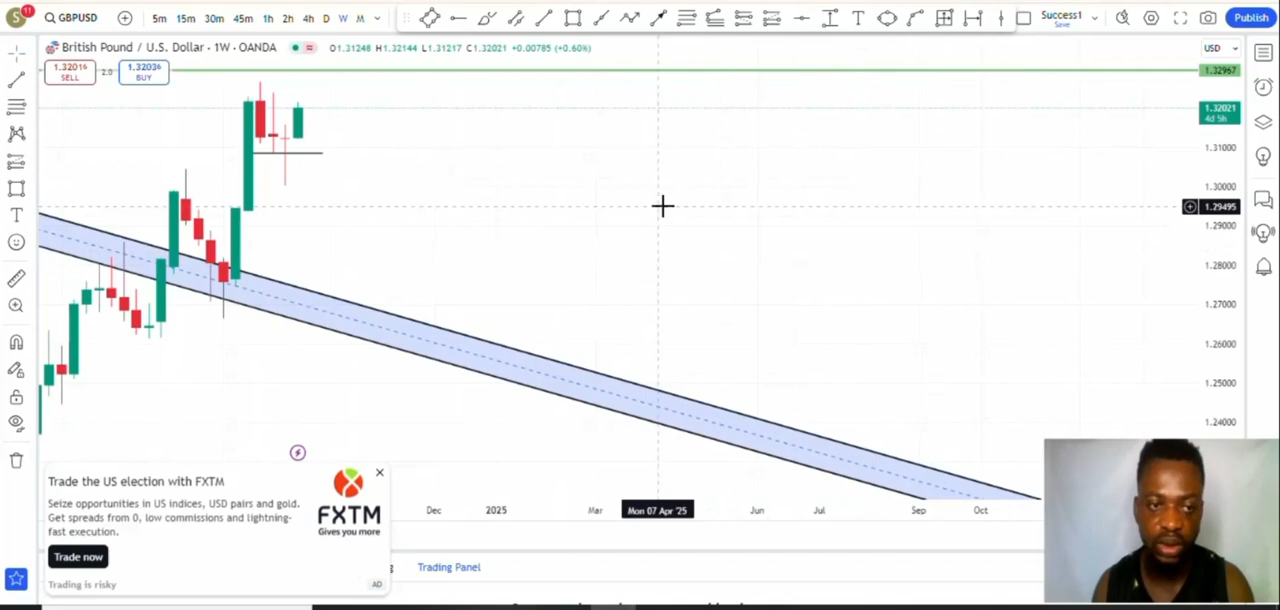 S 11 GBPUSD 5m 15m 30m 45m 1h 2h 4h D W M Success1 Save Publish
British Pound / U.S. Dollar · 1W · OANDA O1.31248 H1.32144 L1.31217 C1.32021 +0.00785 (+0.60%) USD
1.32016 SELL 2.0 1.32036 BUY
1.32967
1.32021
4d 5h
1.31000
1.30000
1.29495
1.29000
1.28000
1.27000
1.26000
1.25000
1.24000
Trade the US election with FXTM
Seize opportunities in US indices, USD pairs and gold.
Get spreads from 0, low commissions and lightning-
fast execution.
FXTM
Gives you more
Trade now
Trading is risky
AD
Dec 2025 Mar Mon 07 Apr '25 Jun Jul Sep Oct
Trading Panel